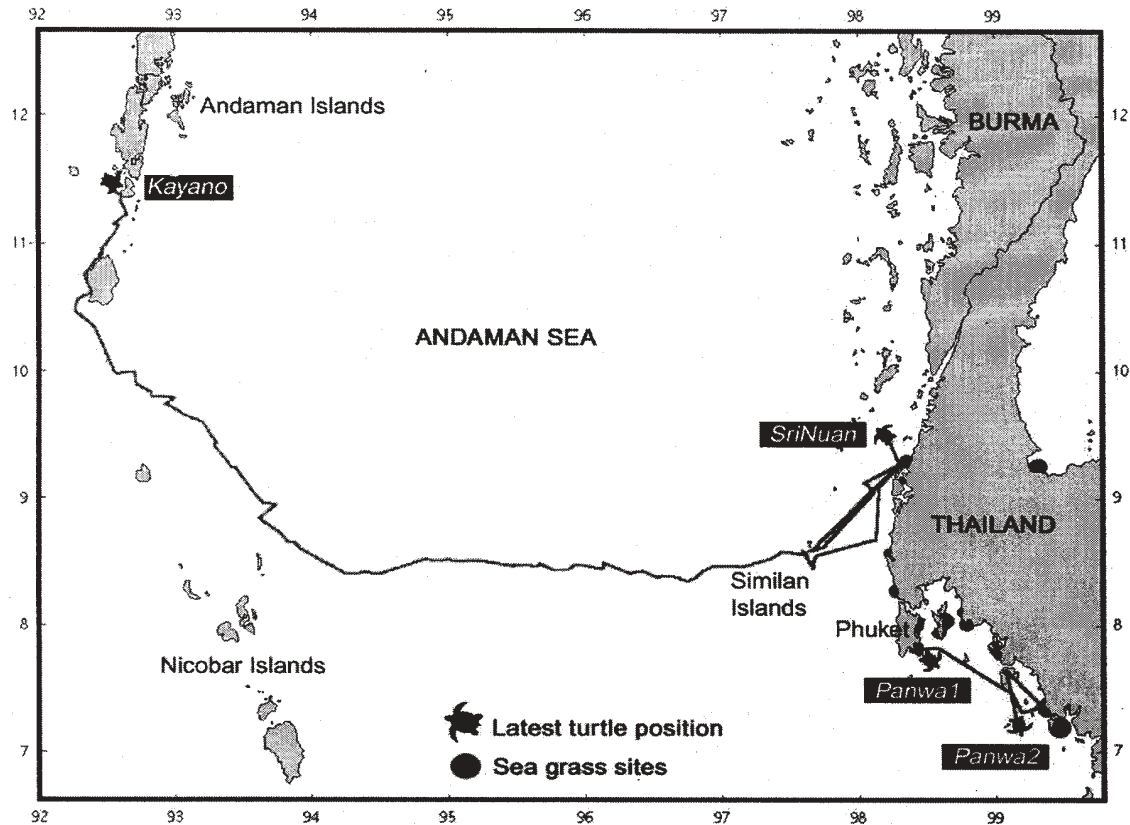 92 93 94 95 96 97 98 99
Andaman Islands
12 12
BURMA
Kayano
11 11
ANDAMAN SEA
10 10
SriNuan
9 9
THAILAND
Similan
Islands
8 8
Phuket
Nicobar Islands
Panwa1
Latest turtle position
7 7
Panwa2
Sea grass sites
92 93 94 95 96 97 98 99